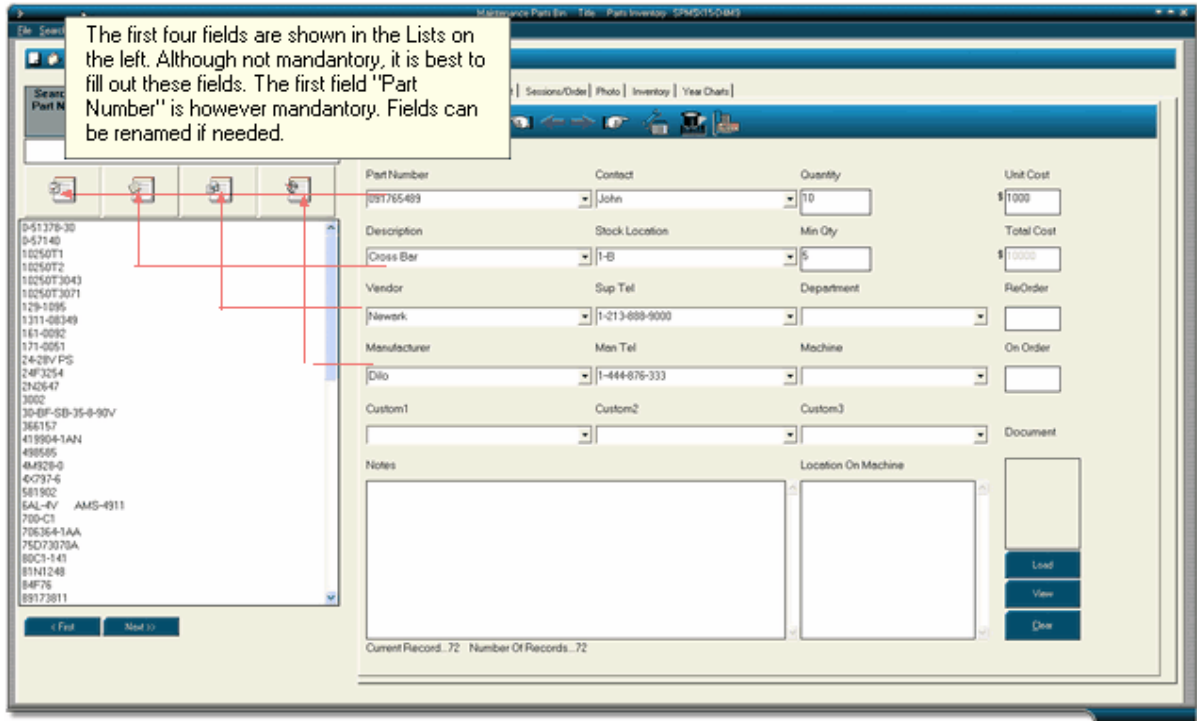 Maintenance Parts Bin Title Parts Inventory SPMSX15-D4M9
File Search
The first four fields are shown in the Lists on
the left. Although not mandantory, it is best to
fill out these fields. The first field "Part
Number" is however mandantory. Fields can
be renamed if needed.
Sessions/Order Photo Inventory Year Charts
Part Number Contact Quantity Unit Cost
091765489 John 10 $ 1000
Description Stock Location Min Qty Total Cost
Cross Bar 1-B 5 $ 10000
Vendor Sup Tel Department ReOrder
Newark 1-213-888-9000
Manufacturer Man Tel Machine On Order
Dilo 1-444-876-333
Custom1 Custom2 Custom3 Document
Notes Location On Machine
Load
View
Clear
Current Record...72 Number Of Records...72
0-51378-30
0-57140
10250T1
10250T2
10250T3043
10250T3071
129-1095
1311-08349
161-0092
171-0051
24-28V PS
24F3254
2N2647
3002
30-BF-SB-35-8-90V
366157
419904-1AN
498585
4M928-0
4X797-6
581902
6AL-4V AMS-4911
700-C1
706364-1AA
75D73070A
80C1-141
81N1248
84F76
89173811
< First Next >>